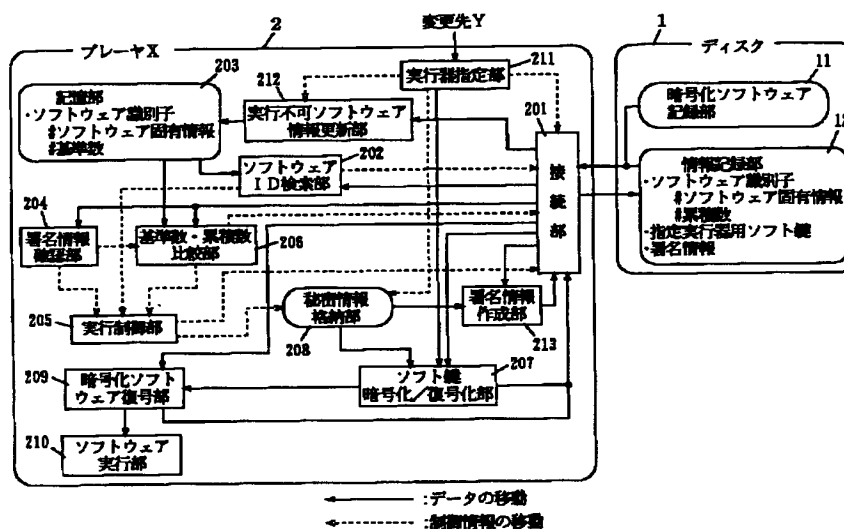 変更先Y
2
プレーヤX
203
記憶部
・ソフトウェア識別子
#ソフトウェア固有情報
#基準数
212
実行不可ソフトウェア
情報更新部
211
実行器指定部
202
ソフトウェア
ID検索部
201
接続部
204
署名情報
確認部
基準数・累積数
比較部
206
205
実行制御部
秘密情報
格納部
208
署名情報
作成部
213
209
暗号化ソフト
ウェア復号部
207
ソフト鍵
暗号化/復号化部
210
ソフトウェア
実行部
1
ディスク
11
暗号化ソフトウェア
記録部
12
情報記録部
・ソフトウェア識別子
#ソフトウェア固有情報
#累積数
・指定実行器用ソフト鍵
・署名情報
:データの移動
:制御情報の移動